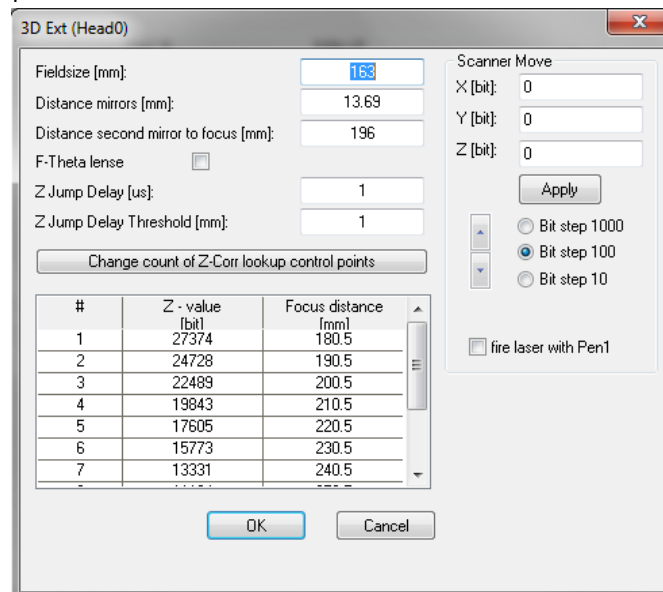 3D Ext (Head0)
Fieldsize [mm]: 163
Distance mirrors [mm]: 13.69
Distance second mirror to focus [mm]: 196
F-Theta lense
Z Jump Delay [us]: 1
Z Jump Delay Threshold [mm]: 1
Change count of Z-Corr lookup control points
# Z - value [bit] Focus distance [mm]
1 27374 180.5
2 24728 190.5
3 22489 200.5
4 19843 210.5
5 17605 220.5
6 15773 230.5
7 13331 240.5
OK Cancel
Scanner Move
X [bit]: 0
Y [bit]: 0
Z [bit]: 0
Apply
Bit step 1000
Bit step 100
Bit step 10
fire laser with Pen1